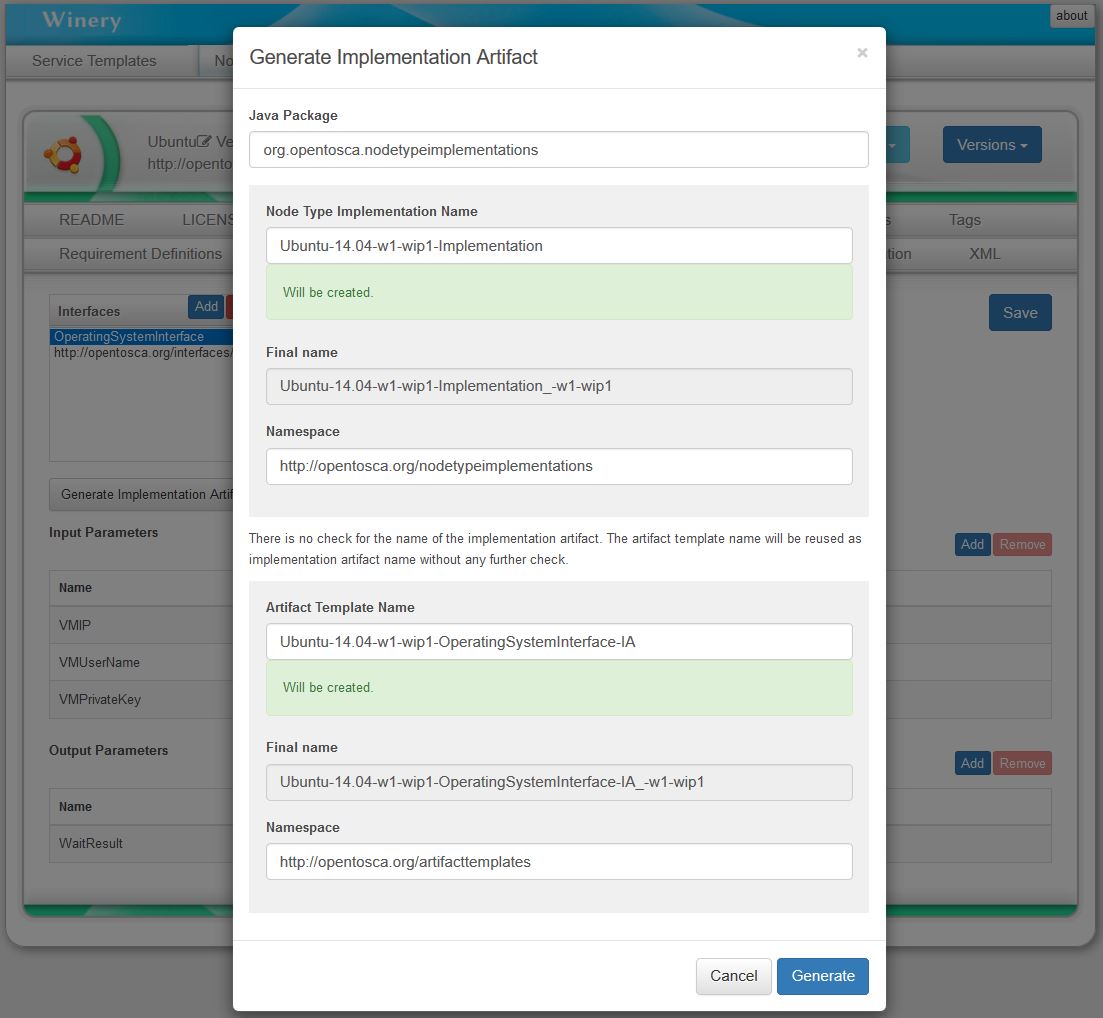 Winery
about
Service Templates
No
Generate Implementation Artifact
×
Ubuntu Ve
http://opento
Versions
README LICENS s Tags
Requirement Definitions tion XML
Java Package
org.opentosca.nodetypeimplementations
Node Type Implementation Name
Ubuntu-14.04-w1-wip1-Implementation
Will be created.
Final name
Ubuntu-14.04-w1-wip1-Implementation_-w1-wip1
Namespace
http://opentosca.org/nodetypeimplementations
Interfaces Add
Save
OperatingSystemInterface
http://opentosca.org/interfaces/
Generate Implementation Artif
There is no check for the name of the implementation artifact. The artifact template name will be reused as
implementation artifact name without any further check.
Input Parameters
Add Remove
Name
VMIP
VMUserName
VMPrivateKey
Artifact Template Name
Ubuntu-14.04-w1-wip1-OperatingSystemInterface-IA
Will be created.
Final name
Ubuntu-14.04-w1-wip1-OperatingSystemInterface-IA_-w1-wip1
Namespace
http://opentosca.org/artifacttemplates
Output Parameters
Add Remove
Name
WaitResult
Cancel Generate